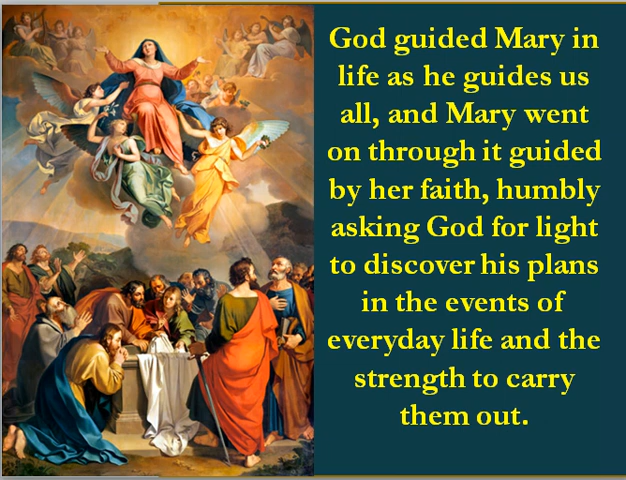 God guided Mary in
life as he guides us
all, and Mary went
on through it guided
by her faith, humbly
asking God for light
to discover his plans
in the events of
everyday life and the
strength to carry
them out.